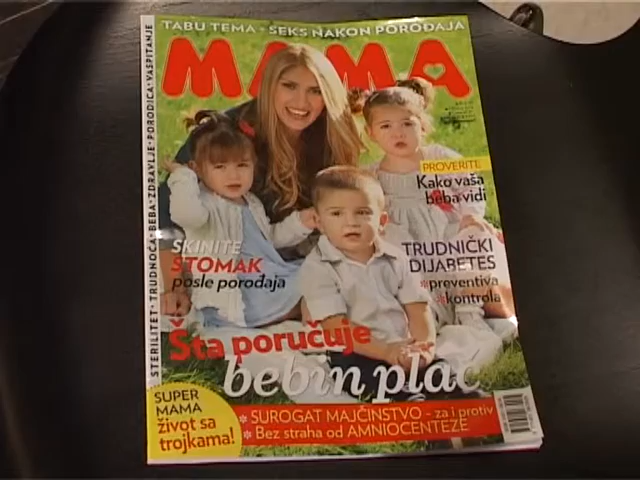 TABU TEMA - SEKS NAKON POROĐAJA
MAMA
STERILITET · TRUDNOĆA · BEBA · ZDRAVLJE · PORODICA · VASPITANJE
PROVERITE
Kako vaša
beba vidi
SKINITE
STOMAK
posle porođaja
TRUDNIČKI
DIJABETES
*preventiva
*kontrola
Šta poručuje
bebin plač
SUPER
MAMA
život sa
trojkama!
* SUROGAT MAJČINSTVO - za i protiv
* Bez straha od AMNIOCENTEZE